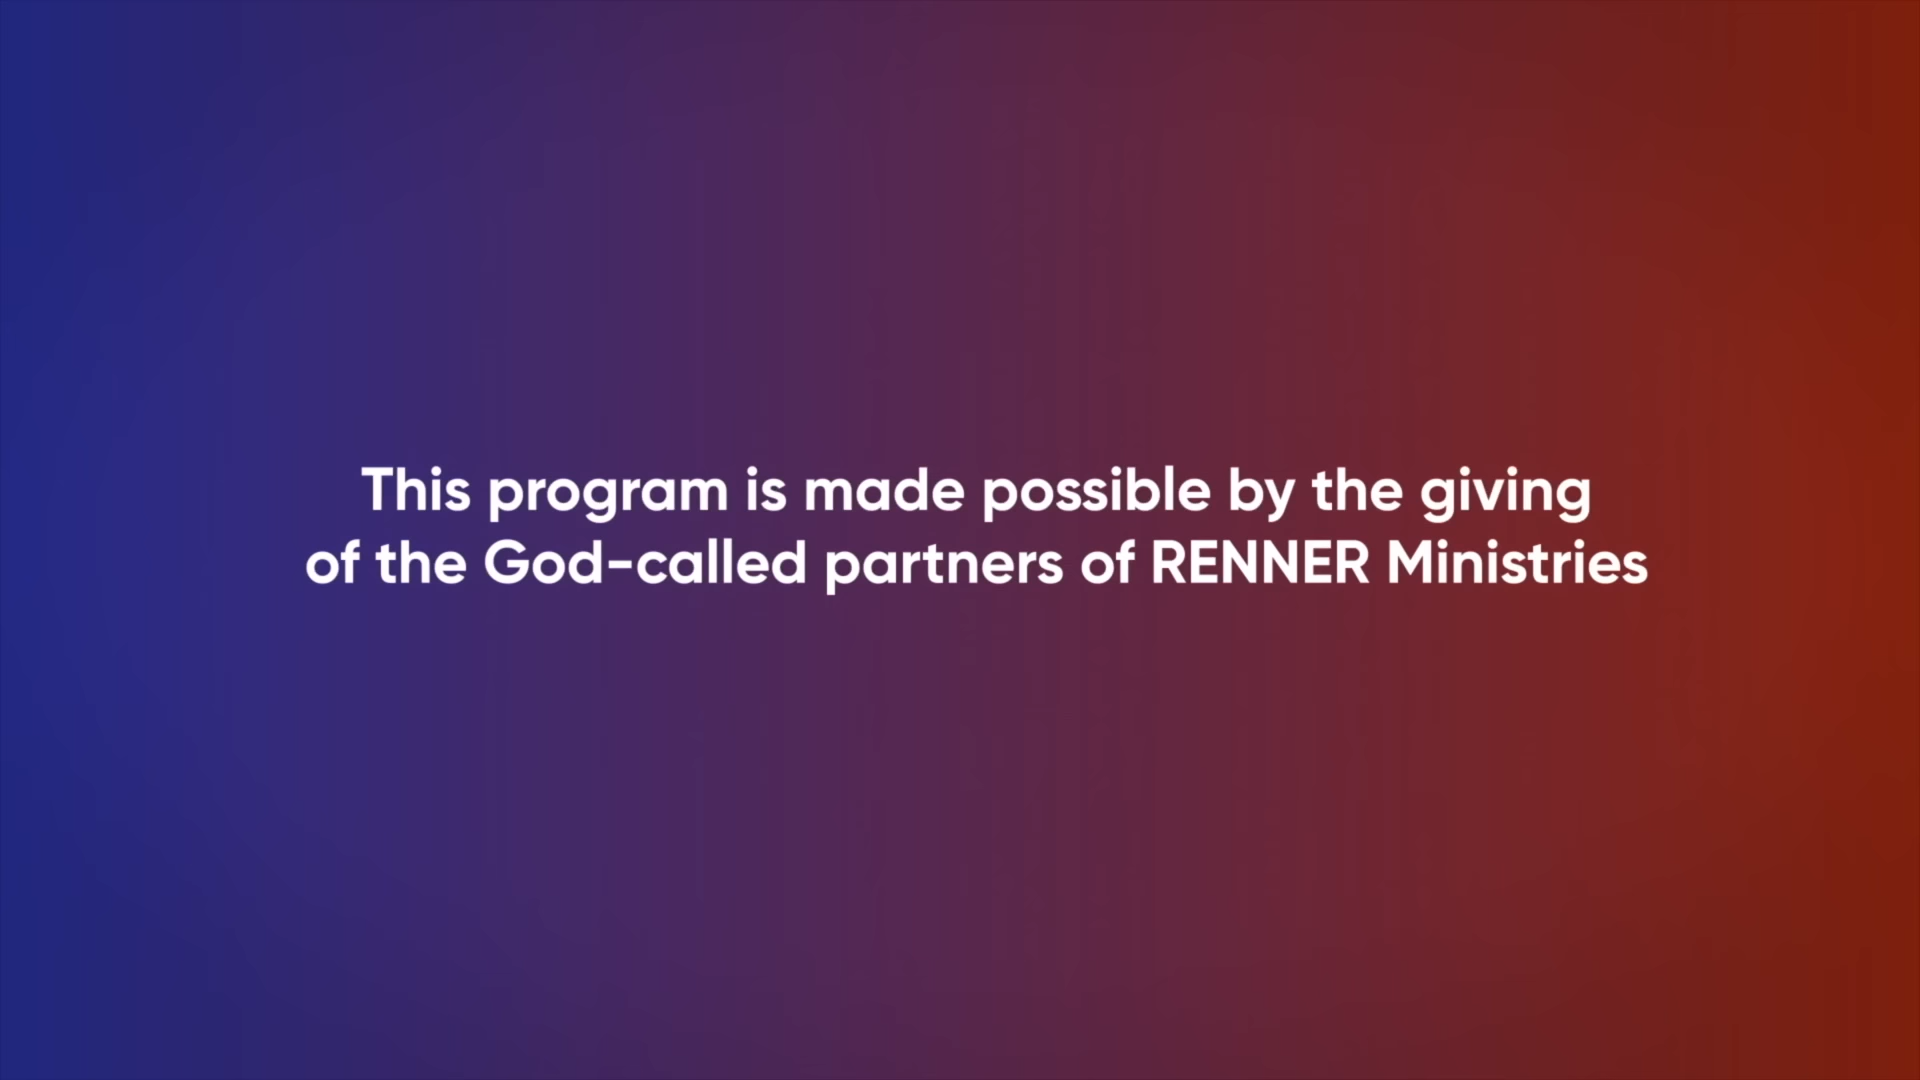 This program is made possible by the giving
of the God-called partners of RENNER Ministries